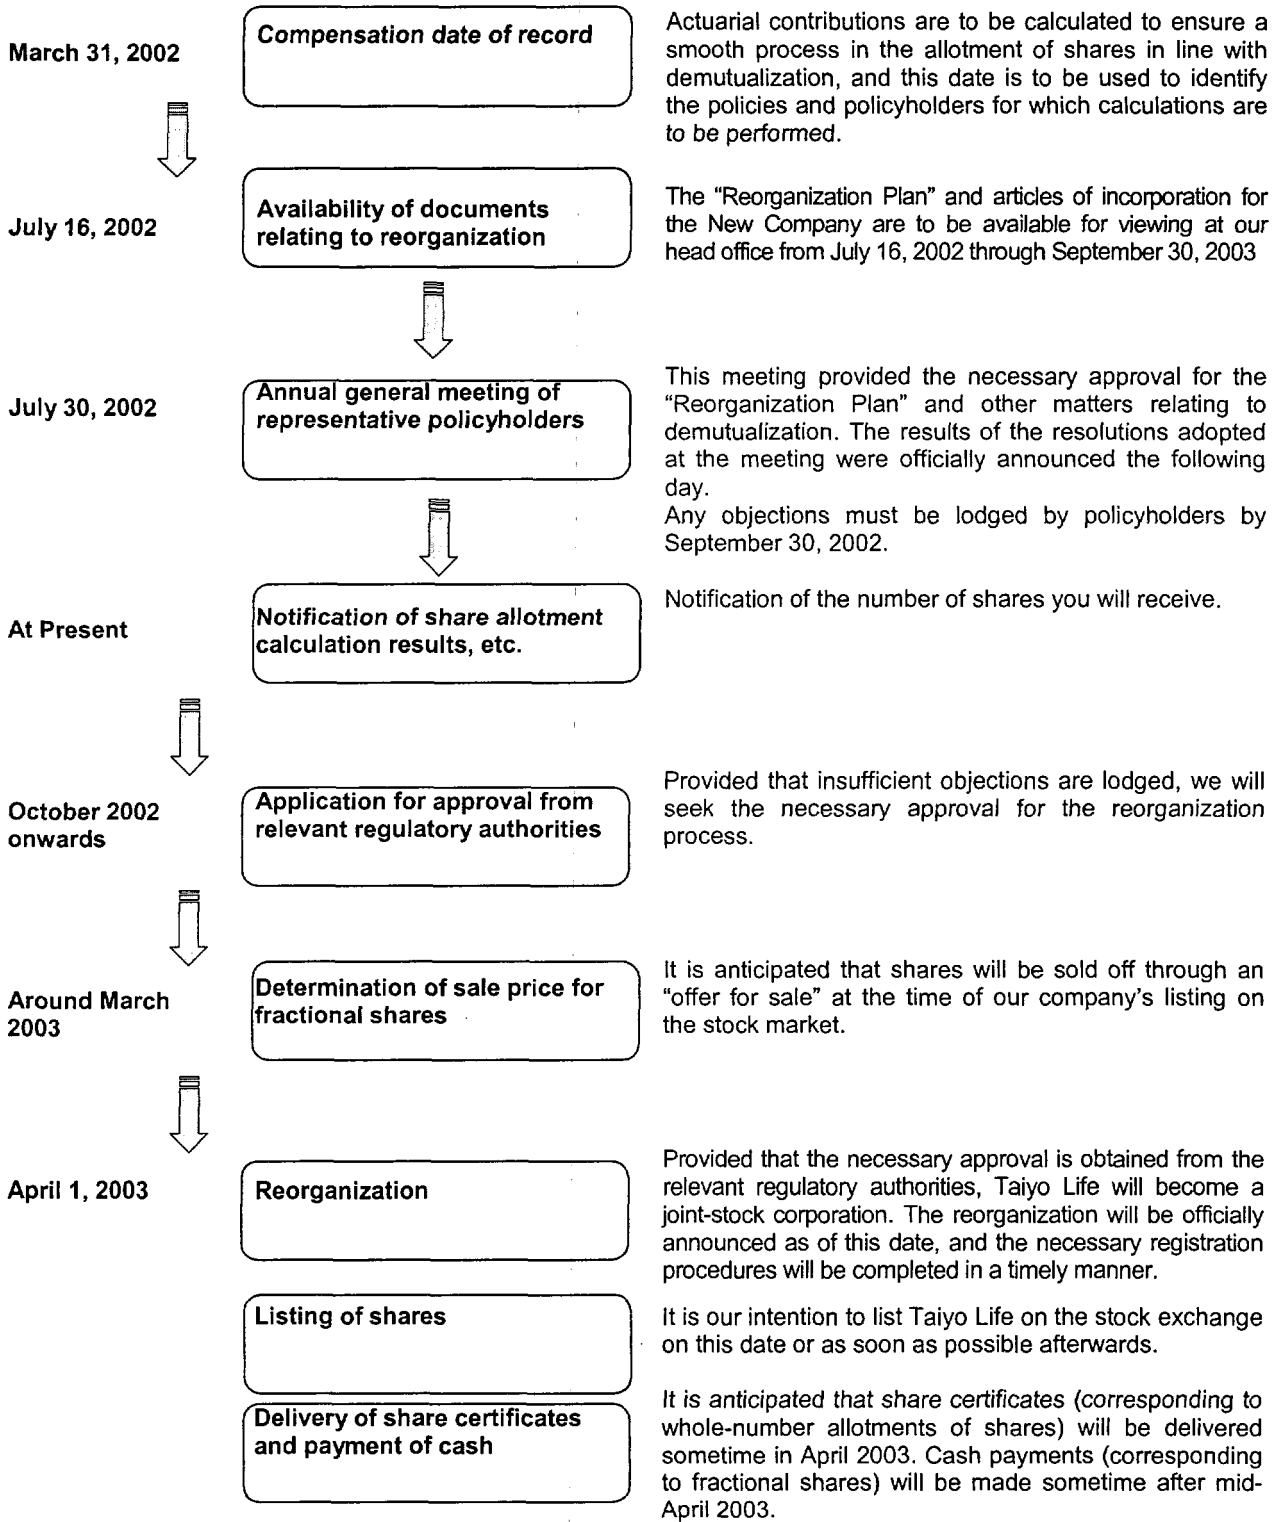 March 31, 2002
Compensation date of record
Actuarial contributions are to be calculated to ensure a
smooth process in the allotment of shares in line with
demutualization, and this date is to be used to identify
the policies and policyholders for which calculations are
to be performed.
July 16, 2002
Availability of documents
relating to reorganization
The “Reorganization Plan” and articles of incorporation for
the New Company are to be available for viewing at our
head office from July 16, 2002 through September 30, 2003
July 30, 2002
Annual general meeting of
representative policyholders
This meeting provided the necessary approval for the
“Reorganization Plan” and other matters relating to
demutualization. The results of the resolutions adopted
at the meeting were officially announced the following
day.
Any objections must be lodged by policyholders by
September 30, 2002.
At Present
Notification of share allotment
calculation results, etc.
Notification of the number of shares you will receive.
October 2002
onwards
Application for approval from
relevant regulatory authorities
Provided that insufficient objections are lodged, we will
seek the necessary approval for the reorganization
process.
Around March
2003
Determination of sale price for
fractional shares
It is anticipated that shares will be sold off through an
“offer for sale” at the time of our company’s listing on
the stock market.
April 1, 2003
Reorganization
Provided that the necessary approval is obtained from the
relevant regulatory authorities, Taiyo Life will become a
joint-stock corporation. The reorganization will be officially
announced as of this date, and the necessary registration
procedures will be completed in a timely manner.
Listing of shares
It is our intention to list Taiyo Life on the stock exchange
on this date or as soon as possible afterwards.
Delivery of share certificates
and payment of cash
It is anticipated that share certificates (corresponding to
whole-number allotments of shares) will be delivered
sometime in April 2003. Cash payments (corresponding
to fractional shares) will be made sometime after mid-
April 2003.